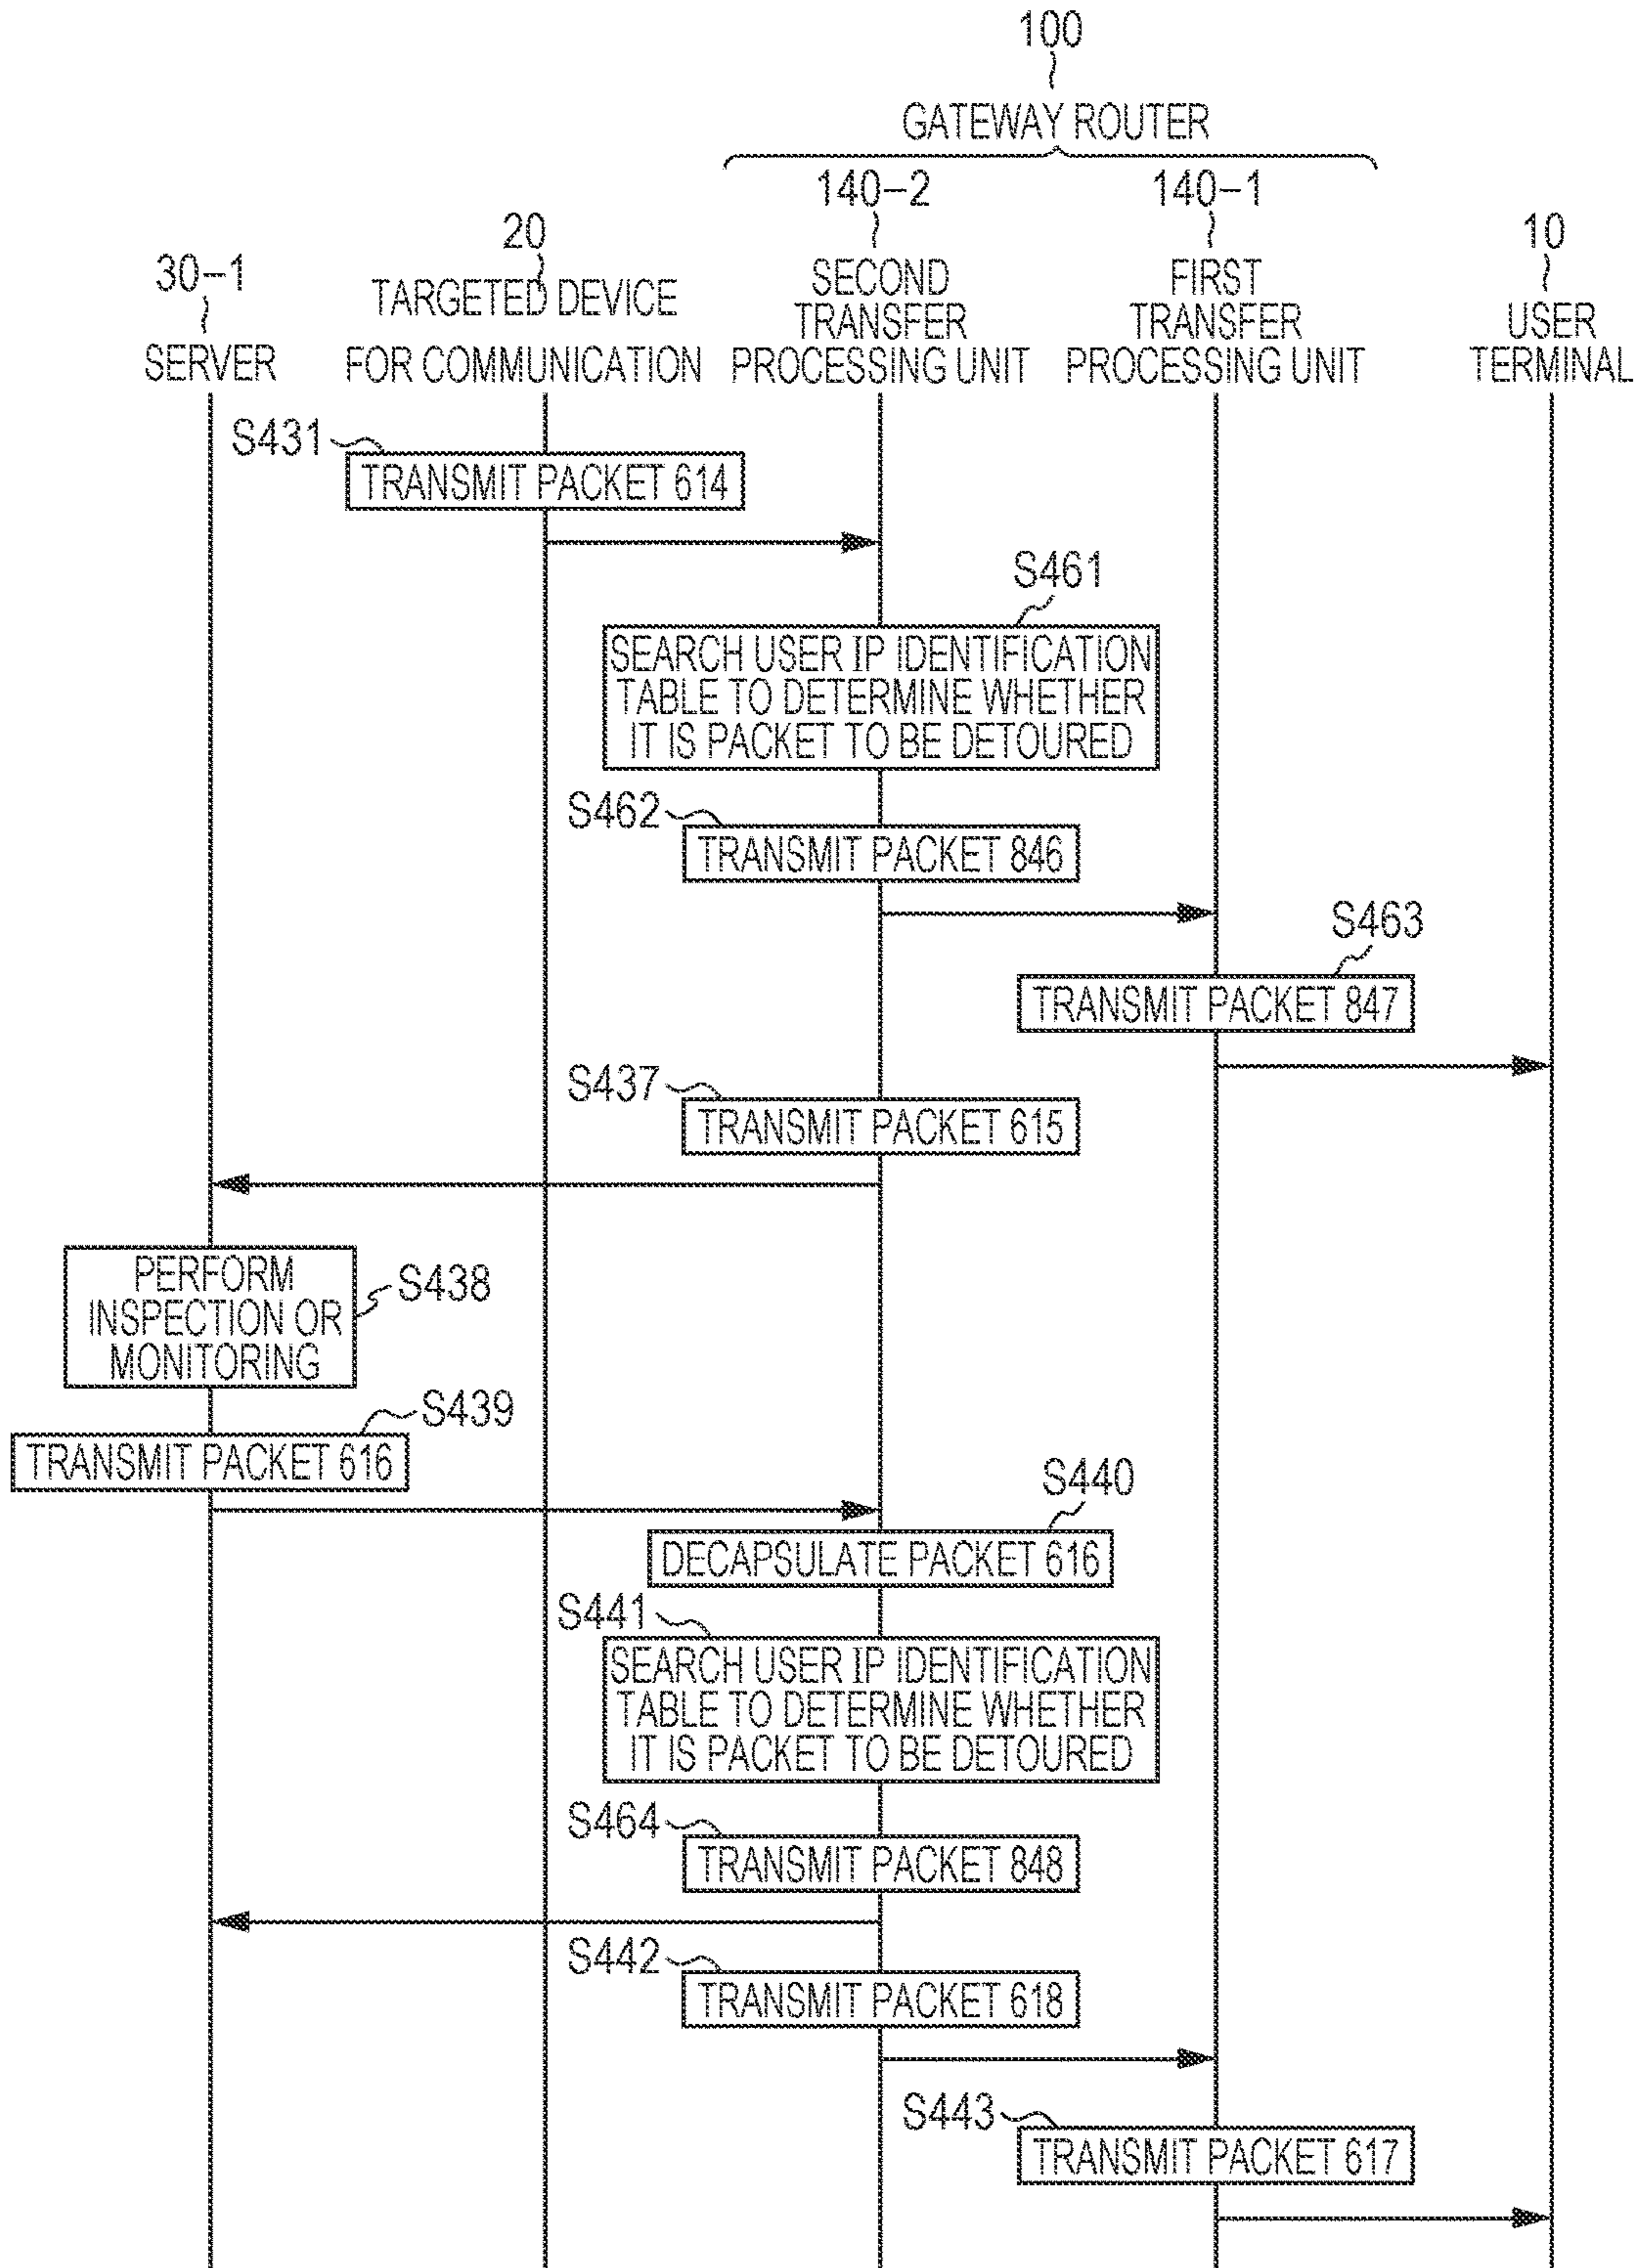 100
GATEWAY ROUTER
140-2
140-1
20
10
30-1
SERVER
TARGETED DEVICE
FOR COMMUNICATION
SECOND
TRANSFER
PROCESSING UNIT
FIRST
TRANSFER
PROCESSING UNIT
USER
TERMINAL
S431
TRANSMIT PACKET 614
S461
SEARCH USER IP IDENTIFICATION
TABLE TO DETERMINE WHETHER
IT IS PACKET TO BE DETOURED
S462
TRANSMIT PACKET 846
S463
TRANSMIT PACKET 847
S437
TRANSMIT PACKET 615
PERFORM
INSPECTION OR
MONITORING
S438
S439
TRANSMIT PACKET 616
S440
DECAPSULATE PACKET 616
S441
SEARCH USER IP IDENTIFICATION
TABLE TO DETERMINE WHETHER
IT IS PACKET TO BE DETOURED
S464
TRANSMIT PACKET 848
S442
TRANSMIT PACKET 618
S443
TRANSMIT PACKET 617